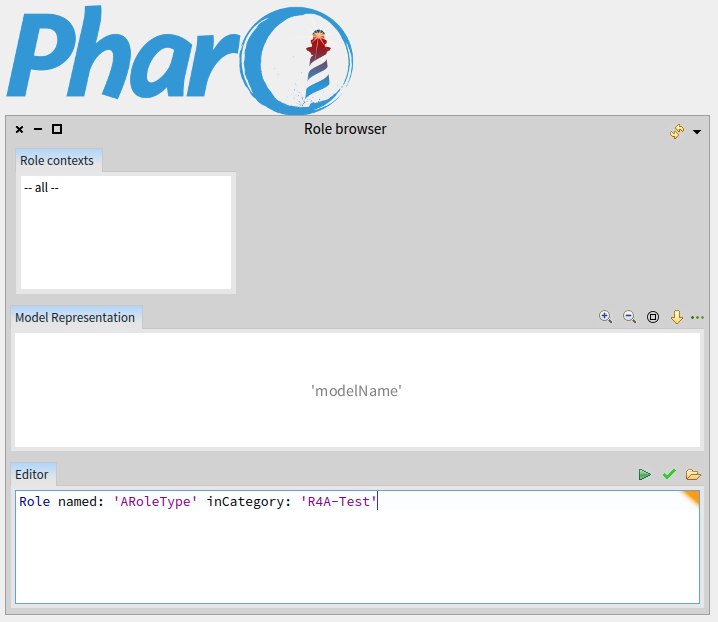 Pharo
Role browser
Role contexts
-- all --
Model Representation
'modelName'
Editor
Role named: 'ARoleType' inCategory: 'R4A-Test'